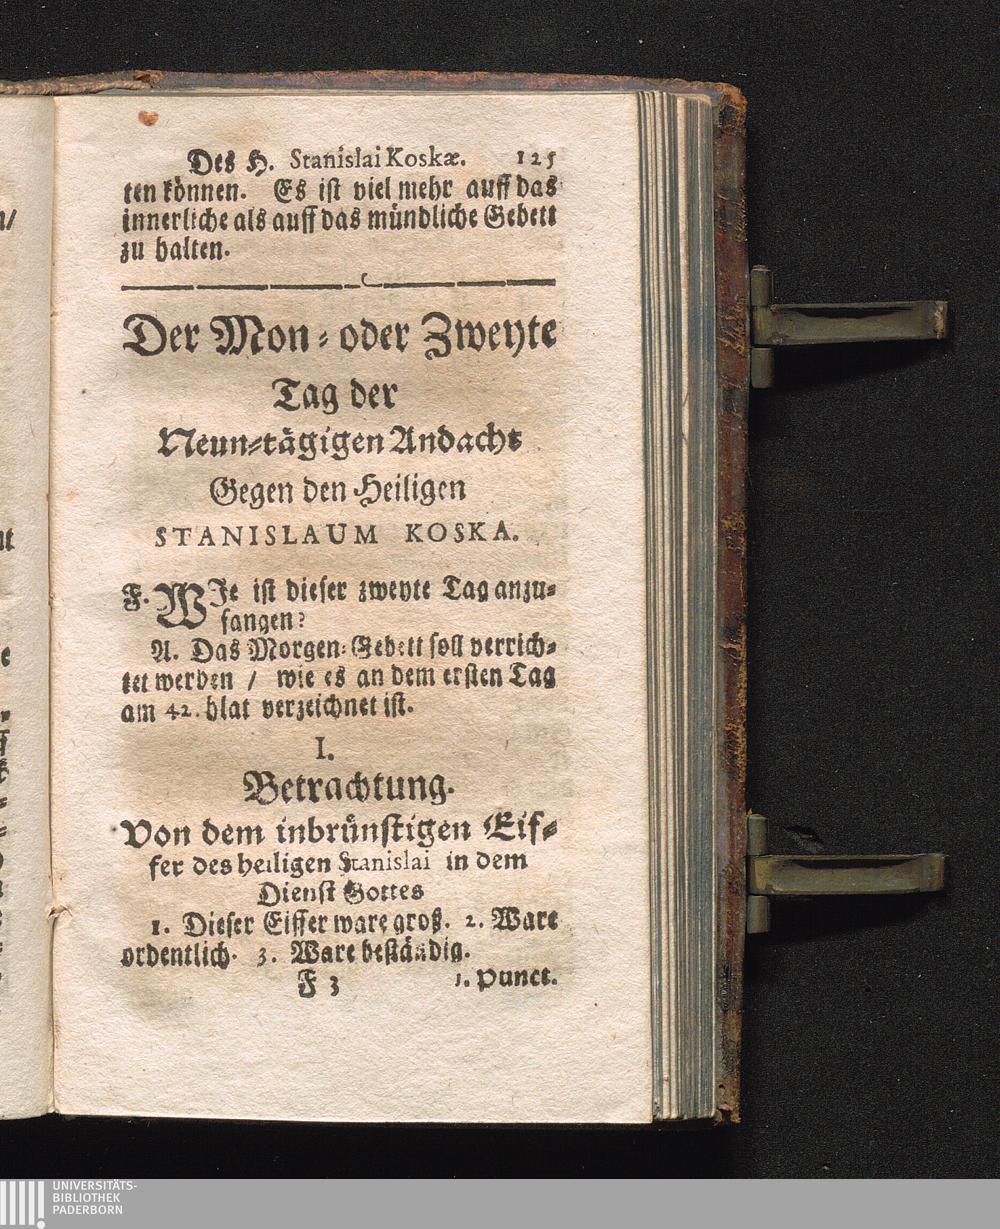 Des H. Stanislai Koskæ. 125
ten können. Es ist viel mehr auff das
innerliche als auff das mündliche Gebett
zu halten.
Der Mon- oder Zweyte
Tag der
Neun-tägigen Andacht
Gegen den Heiligen
STANISLAUM KOSKA.
F. WJe ist dieser zweyte Tag anzu-
fangen?
A. Das Morgen-Gebett soll verrich-
tet werden / wie es an dem ersten Tag
am 42. blat verzeichnet ist.
I.
Betrachtung.
Von dem inbrünstigen Eif-
fer des heiligen Stanislai in dem
Dienst Gottes
1. Dieser Eiffer ware groß. 2. Ware
ordentlich. 3. Ware beständig.
F 3 1. Punct.
UNIVERSITÄTS-
BIBLIOTHEK
PADERBORN